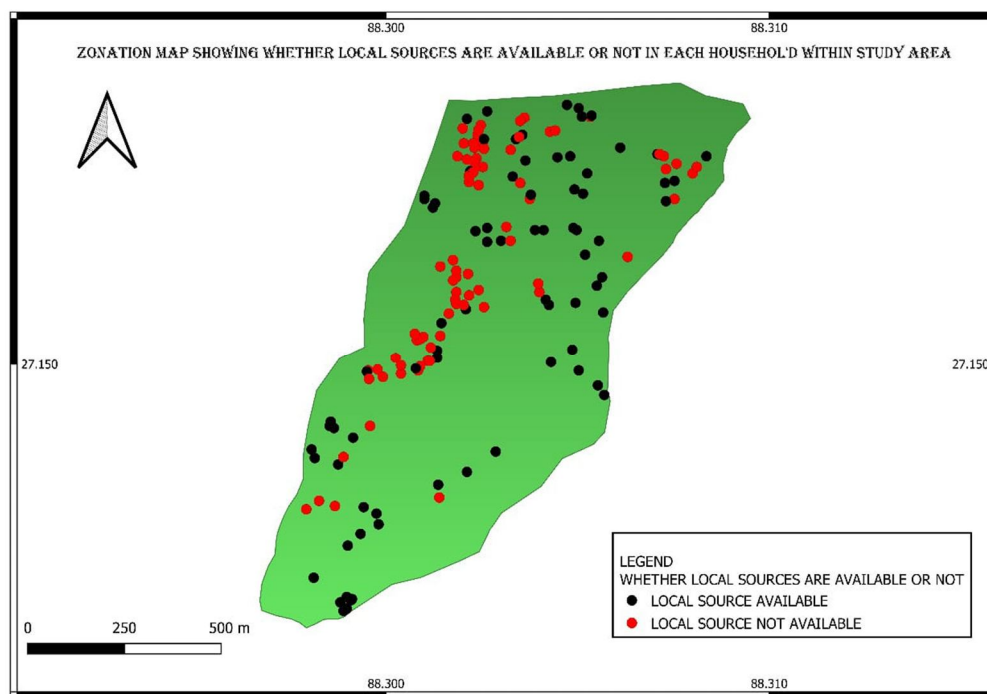 88.300 88.310
ZONATION MAP SHOWING WHETHER LOCAL SOURCES ARE AVAILABLE OR NOT IN EACH HOUSEHOL'D WITHIN STUDY AREA
27.150 27.150
LEGEND
WHETHER LOCAL SOURCES ARE AVAILABLE OR NOT
LOCAL SOURCE AVAILABLE
LOCAL SOURCE NOT AVAILABLE
0 250 500 m
88.300 88.310